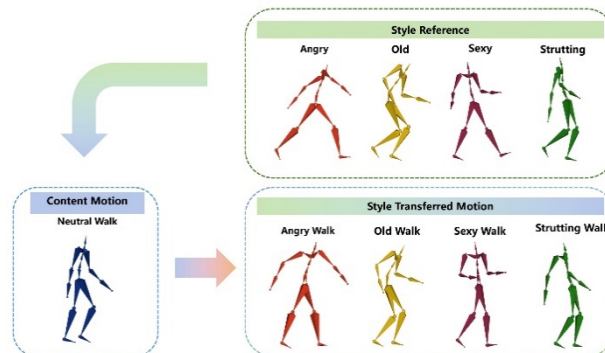 Style Reference
Angry Old Sexy Strutting
Content Motion
Neutral Walk
Style Transferred Motion
Angry Walk Old Walk Sexy Walk Strutting Walk